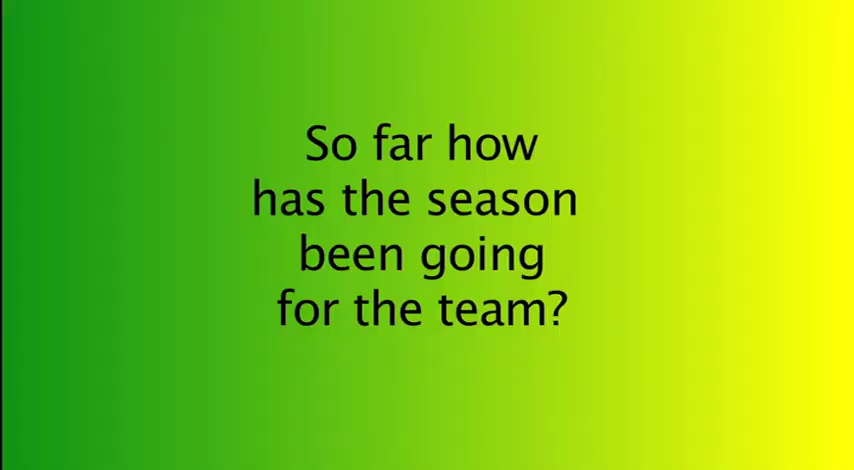 So far how
has the season
been going
for the team?